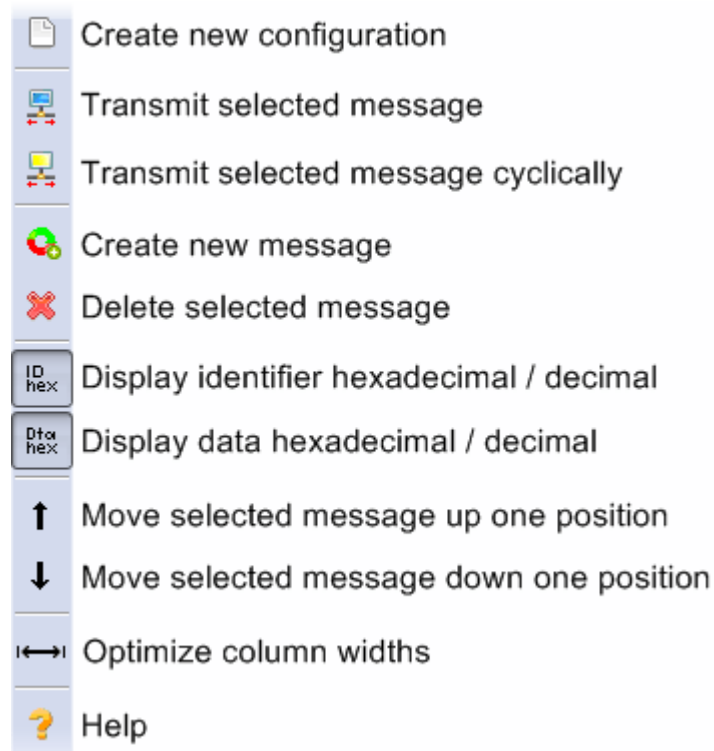 Create new configuration
Transmit selected message
Transmit selected message cyclically
Create new message
Delete selected message
ID
hex
Display identifier hexadecimal / decimal
Dta
hex
Display data hexadecimal / decimal
Move selected message up one position
Move selected message down one position
Optimize column widths
Help